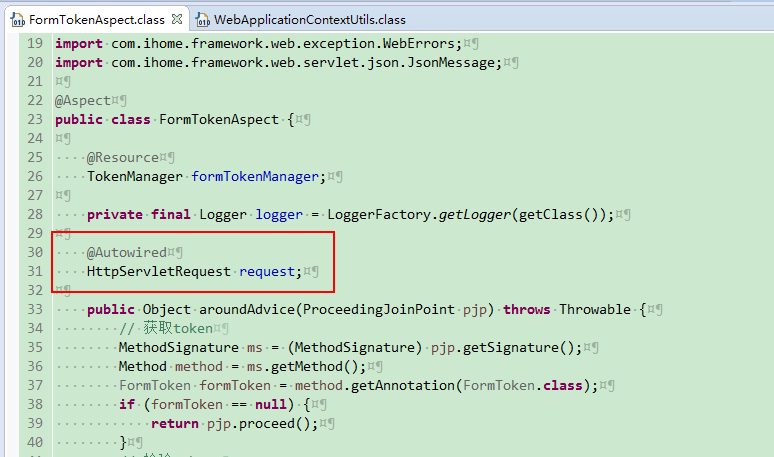 FormTokenAspect.class WebApplicationContextUtils.class
19 import com.ihome.framework.web.exception.WebErrors;¤¶
20 import com.ihome.framework.web.servlet.json.JsonMessage;¤¶
21 ¤¶
22 @Aspect¤¶
23 public class FormTokenAspect {¤¶
24 ¤¶
25 ····@Resource¤¶
26 ····TokenManager formTokenManager;¤¶
27 ¤¶
28 ····private final Logger logger = LoggerFactory.getLogger(getClass());¤¶
29 ¤¶
30 ····@Autowired¤¶
31 ····HttpServletRequest request;¤¶
32 ¤¶
33 ····public Object aroundAdvice(ProceedingJoinPoint pjp) throws Throwable {¤¶
34 ········// 获取token¤¶
35 ········MethodSignature ms = (MethodSignature) pjp.getSignature();¤¶
36 ········Method method = ms.getMethod();¤¶
37 ········FormToken formToken = method.getAnnotation(FormToken.class);¤¶
38 ········if (formToken == null) {¤¶
39 ············return pjp.proceed();¤¶
40 ········}¤¶